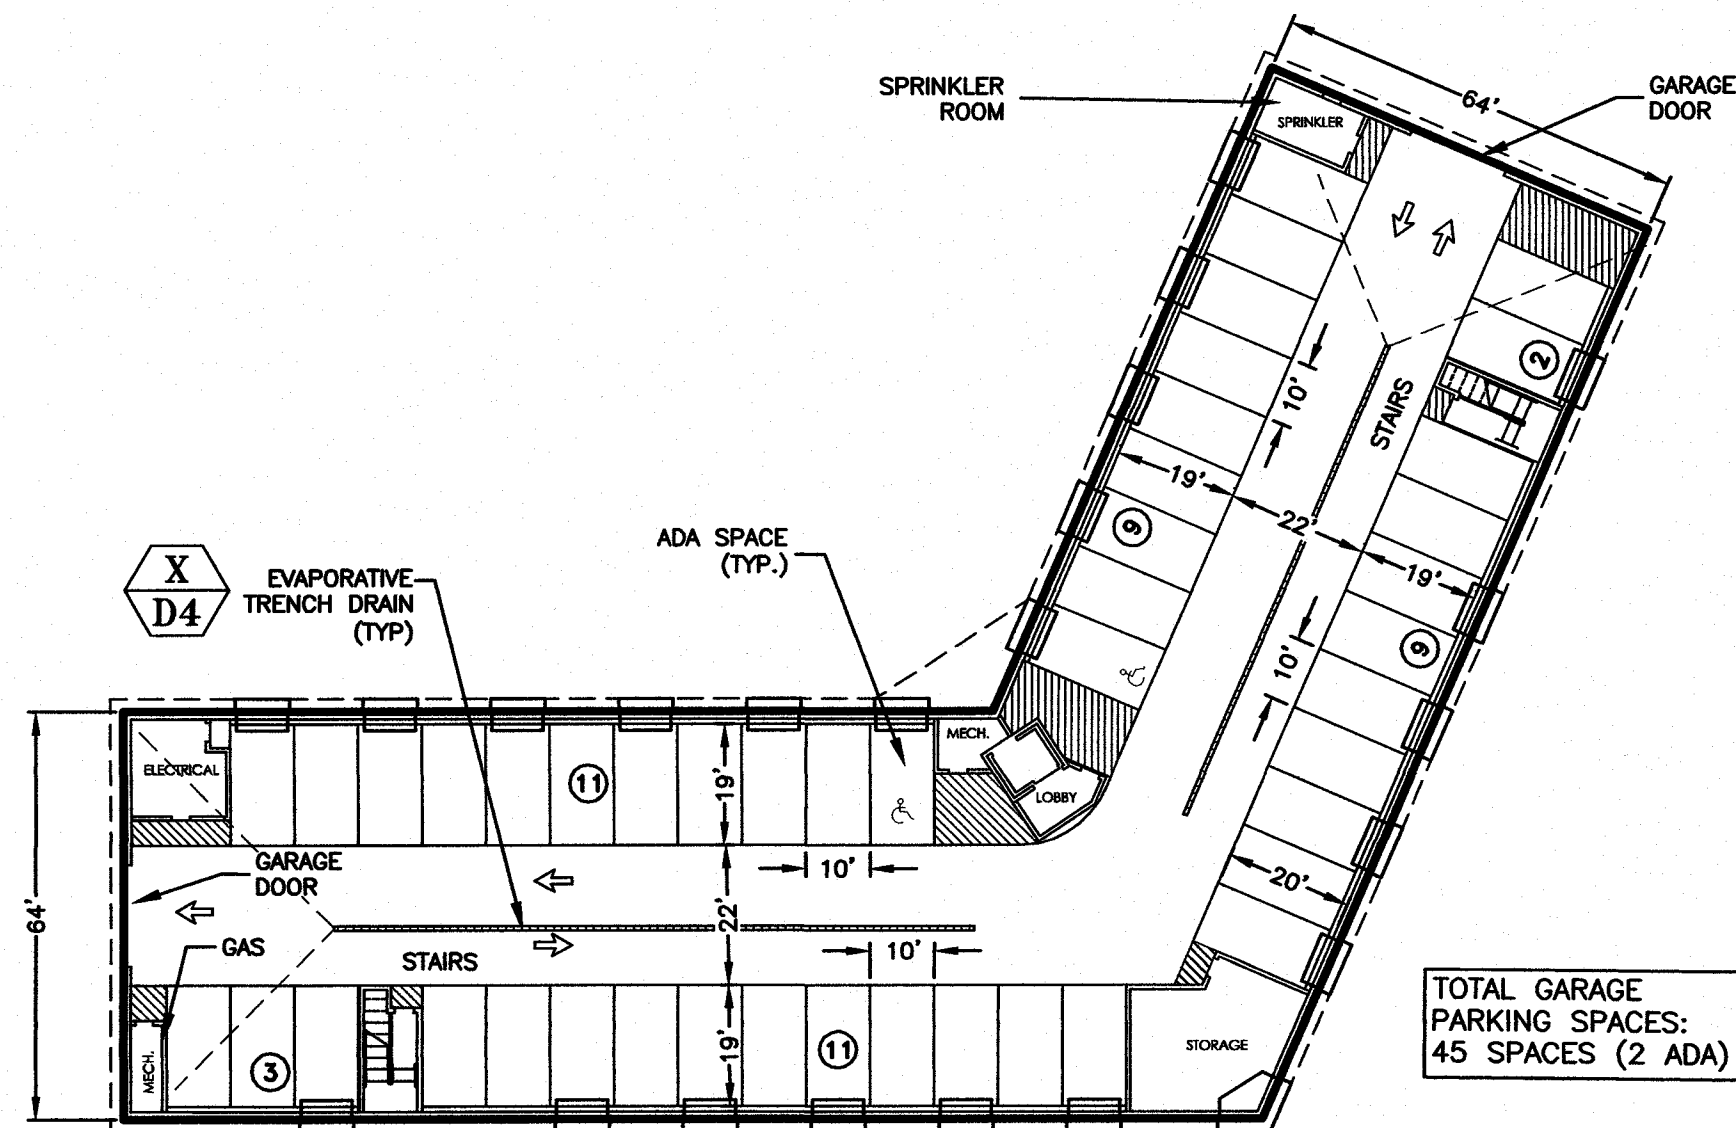 64'
SPRINKLER
ROOM
GARAGE
DOOR
SPRINKLER
2
10'
STAIRS
19'
22'
19'
9
9
10'
20'
X
D4
EVAPORATIVE
TRENCH DRAIN
(TYP)
ADA SPACE
(TYP.)
ELECTRICAL
11
19'
MECH.
LOBBY
GARAGE
DOOR
10'
64'
22'
GAS
STAIRS
10'
MECH.
3
19'
11
STORAGE
TOTAL GARAGE
PARKING SPACES:
45 SPACES (2 ADA)